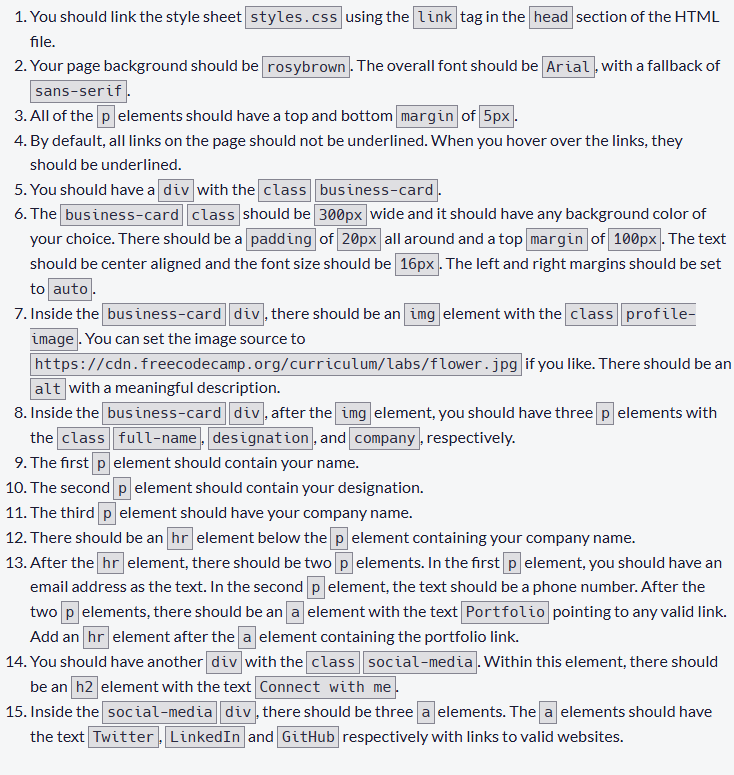 1. You should link the style sheet styles.css using the link tag in the head section of the HTML
file.
2. Your page background should be rosybrown. The overall font should be Arial, with a fallback of
sans-serif.
3. All of the p elements should have a top and bottom margin of 5px.
4. By default, all links on the page should not be underlined. When you hover over the links, they
should be underlined.
5. You should have a div with the class business-card.
6. The business-card class should be 300px wide and it should have any background color of
your choice. There should be a padding of 20px all around and a top margin of 100px. The text
should be center aligned and the font size should be 16px. The left and right margins should be set
to auto.
7. Inside the business-card div, there should be an img element with the class profile-
image. You can set the image source to
https://cdn.freecodecamp.org/curriculum/labs/flower.jpg if you like. There should be an
alt with a meaningful description.
8. Inside the business-card div, after the img element, you should have three p elements with
the class full-name, designation, and company, respectively.
9. The first p element should contain your name.
10. The second p element should contain your designation.
11. The third p element should have your company name.
12. There should be an hr element below the p element containing your company name.
13. After the hr element, there should be two p elements. In the first p element, you should have an
email address as the text. In the second p element, the text should be a phone number. After the
two p elements, there should be an a element with the text Portfolio pointing to any valid link.
Add an hr element after the a element containing the portfolio link.
14. You should have another div with the class social-media. Within this element, there should
be an h2 element with the text Connect with me.
15. Inside the social-media div, there should be three a elements. The a elements should have
the text Twitter, LinkedIn and GitHub respectively with links to valid websites.